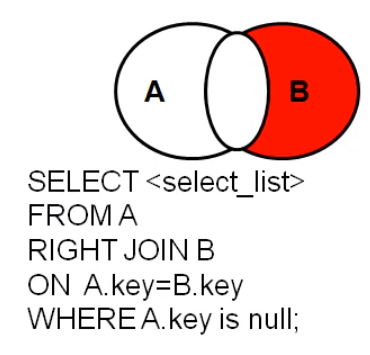 A B
SELECT <select_list>
FROM A
RIGHT JOIN B
ON A.key=B.key
WHERE A.key is null;